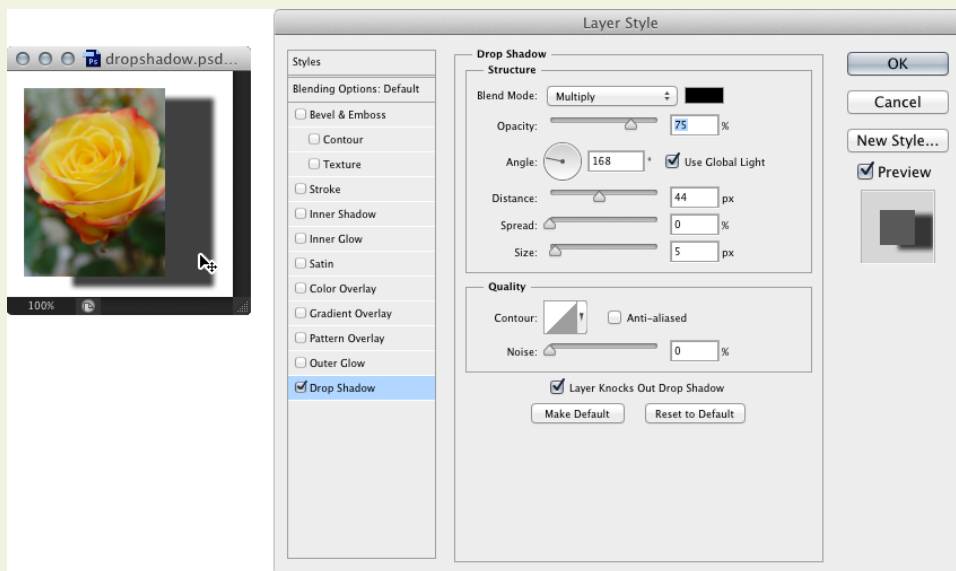 Layer Style
Ps dropshadow.psd...
100%
Styles
Blending Options: Default
Bevel & Emboss
Contour
Texture
Stroke
Inner Shadow
Inner Glow
Satin
Color Overlay
Gradient Overlay
Pattern Overlay
Outer Glow
Drop Shadow
Drop Shadow
Structure
Blend Mode: Multiply
Opacity: 75 %
Angle: 168 ° Use Global Light
Distance: 44 px
Spread: 0 %
Size: 5 px
Quality
Contour: Anti-aliased
Noise: 0 %
Layer Knocks Out Drop Shadow
Make Default Reset to Default
OK
Cancel
New Style...
Preview